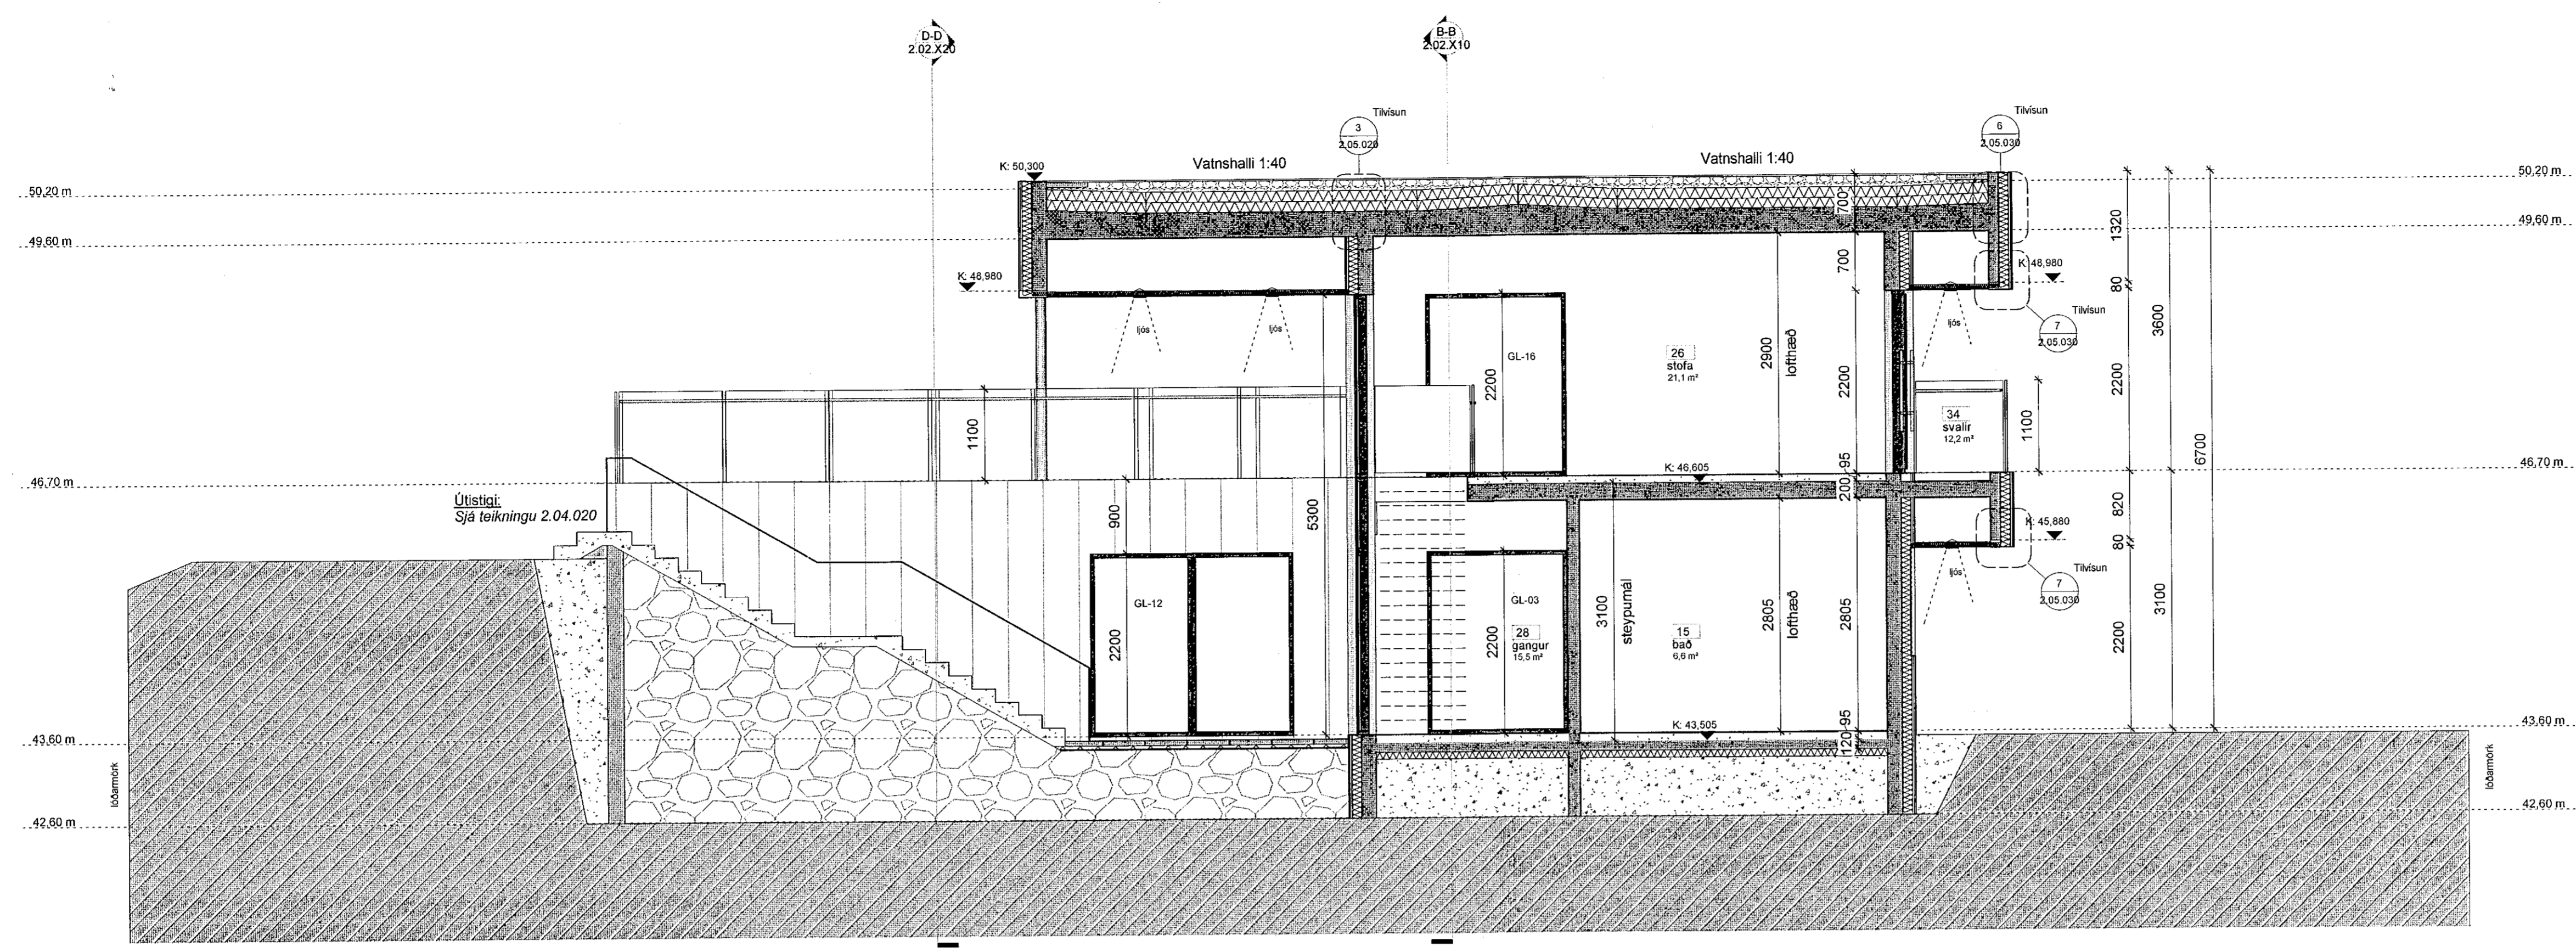 D-D
2.02.X20
B-B
2.02.X10
Tilvísun
3
2.05.020
Tilvísun
6
2.05.030
K: 50,300
Vatnshalli 1:40
Vatnshalli 1:40
50,20 m
50,20 m
700
1320
49,60 m
49,60 m
K: 48,980
700
K: 48,980
80
Tilvísun
7
2.05.030
ljós
ljós
ljós
GL-16
26
stofa
21,1 m²
2900
lofthæð
2200
2200
2200
3600
6700
1100
34
svalir
12,2 m²
1100
46,70 m
46,70 m
K: 46,605
95
200
Útistigi:
Sjá teikningu 2.04.020
900
5300
820
K: 45,880
80
Tilvísun
7
2.05.030
ljós
GL-12
2200
GL-03
28
gangur
15,5 m²
2200
3100
steypumál
15
bað
6,6 m²
2805
lofthæð
2805
2200
3100
K: 43,505
95
120
43,60 m
43,60 m
lóðarmörk
lóðarmörk
42,60 m
42,60 m